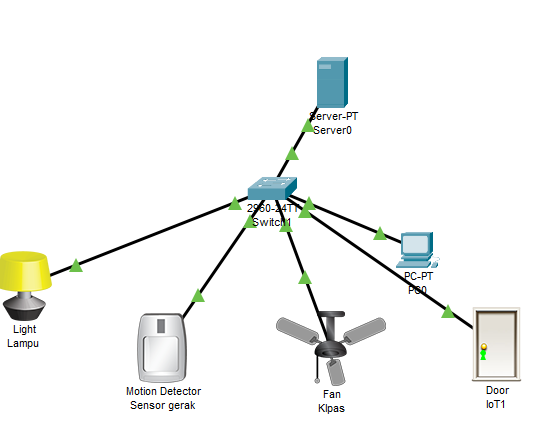 Server-PT
Server0
2960-24TT
Switch1
PC-PT
PC0
Light
Lampu
Motion Detector
Sensor gerak
Fan
KIpas
Door
IoT1